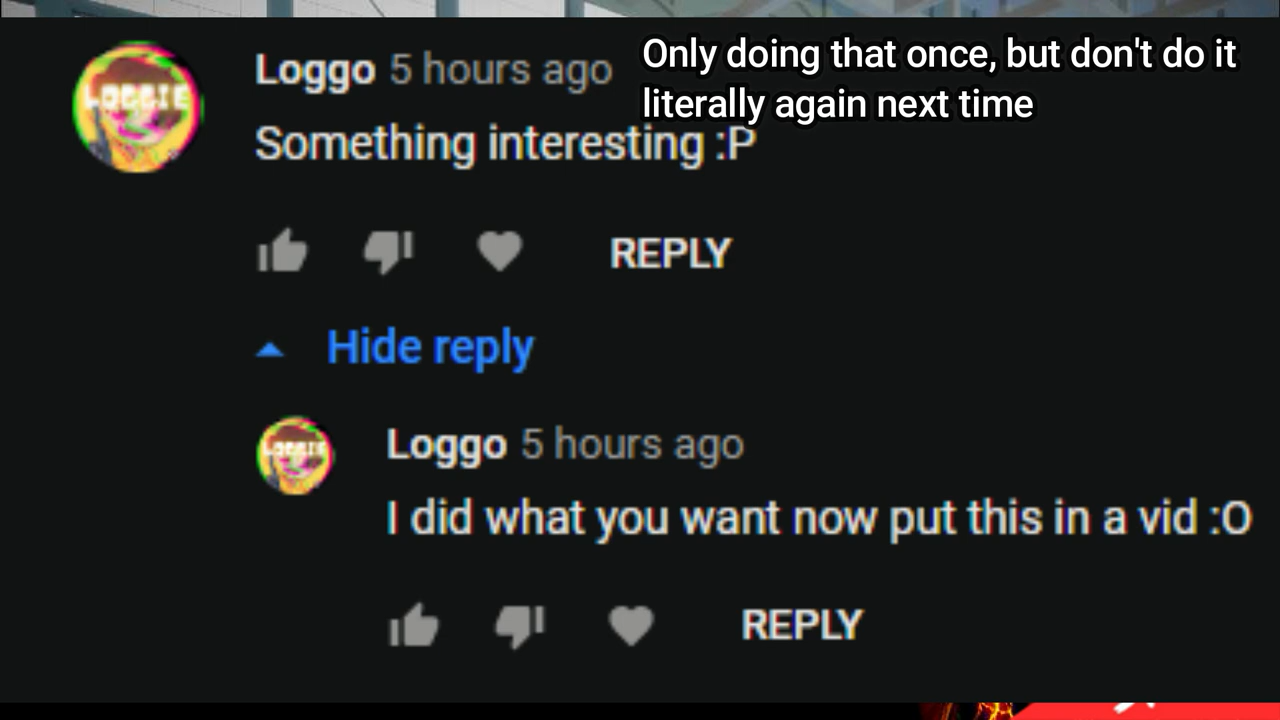 Loggo 5 hours ago
Only doing that once, but don't do it
literally again next time
Something interesting :P
REPLY
Hide reply
Loggo 5 hours ago
I did what you want now put this in a vid :O
REPLY